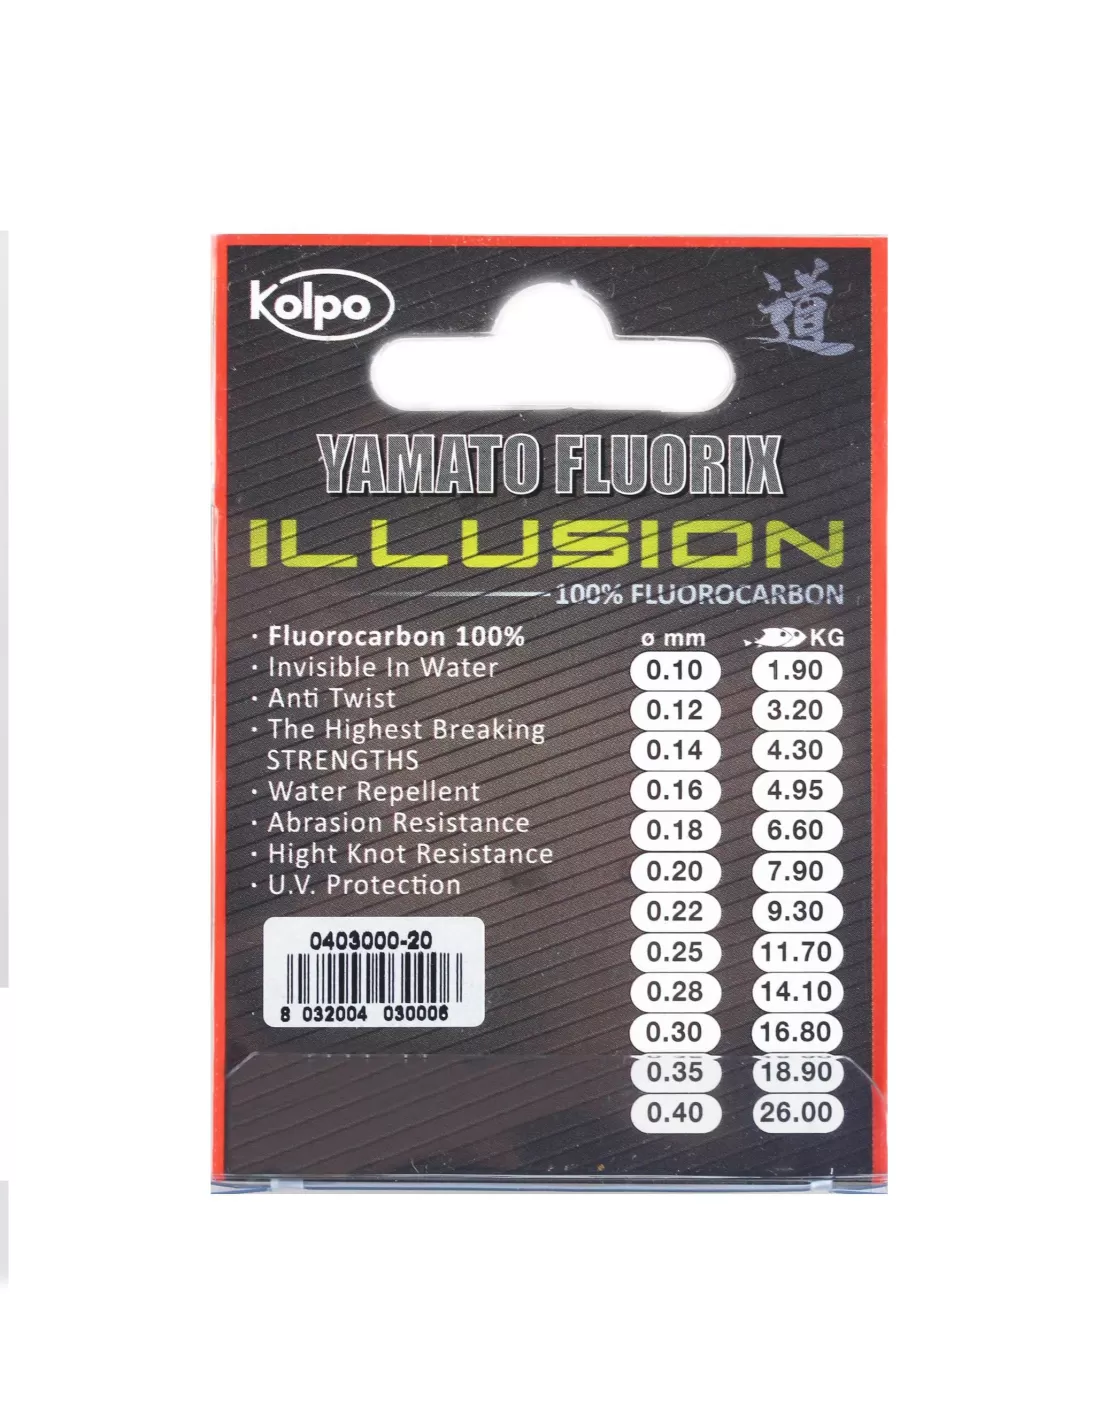 Kolpo
道
YAMATO FLUORIX
ILLUSION
100% FLUOROCARBON
· Fluorocarbon 100%
· Invisible In Water
· Anti Twist
· The Highest Breaking
STRENGTHS
· Water Repellent
· Abrasion Resistance
· Hight Knot Resistance
· U.V. Protection
ø mm KG
0.10 1.90
0.12 3.20
0.14 4.30
0.16 4.95
0.18 6.60
0.20 7.90
0.22 9.30
0.25 11.70
0.28 14.10
0.30 16.80
0.35 18.90
0.40 26.00
0403000-20
8 032004 030006